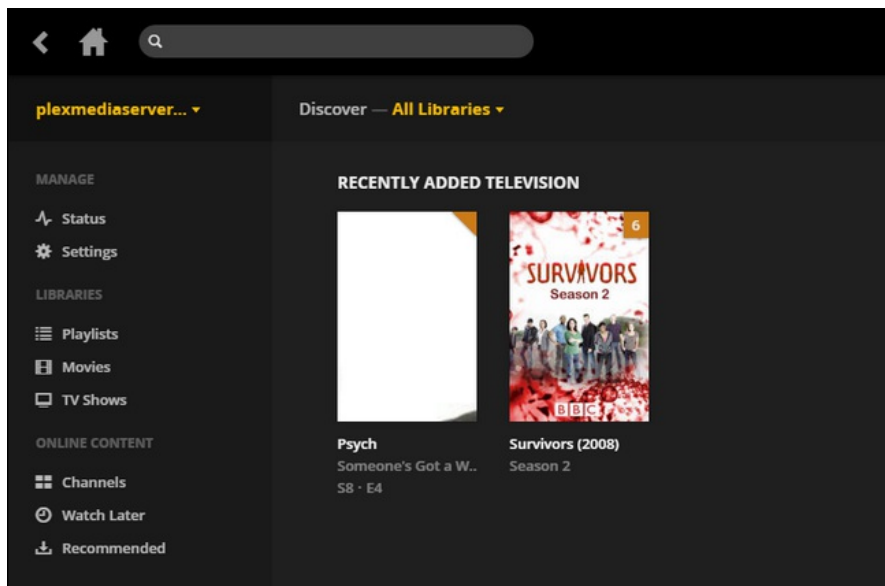 plexmediaserver...
Discover — All Libraries
MANAGE
Status
Settings
LIBRARIES
Playlists
Movies
TV Shows
ONLINE CONTENT
Channels
Watch Later
Recommended
RECENTLY ADDED TELEVISION
6
SURVIVORS
Season 2
BBC
Psych
Someone's Got a W..
S8 · E4
Survivors (2008)
Season 2